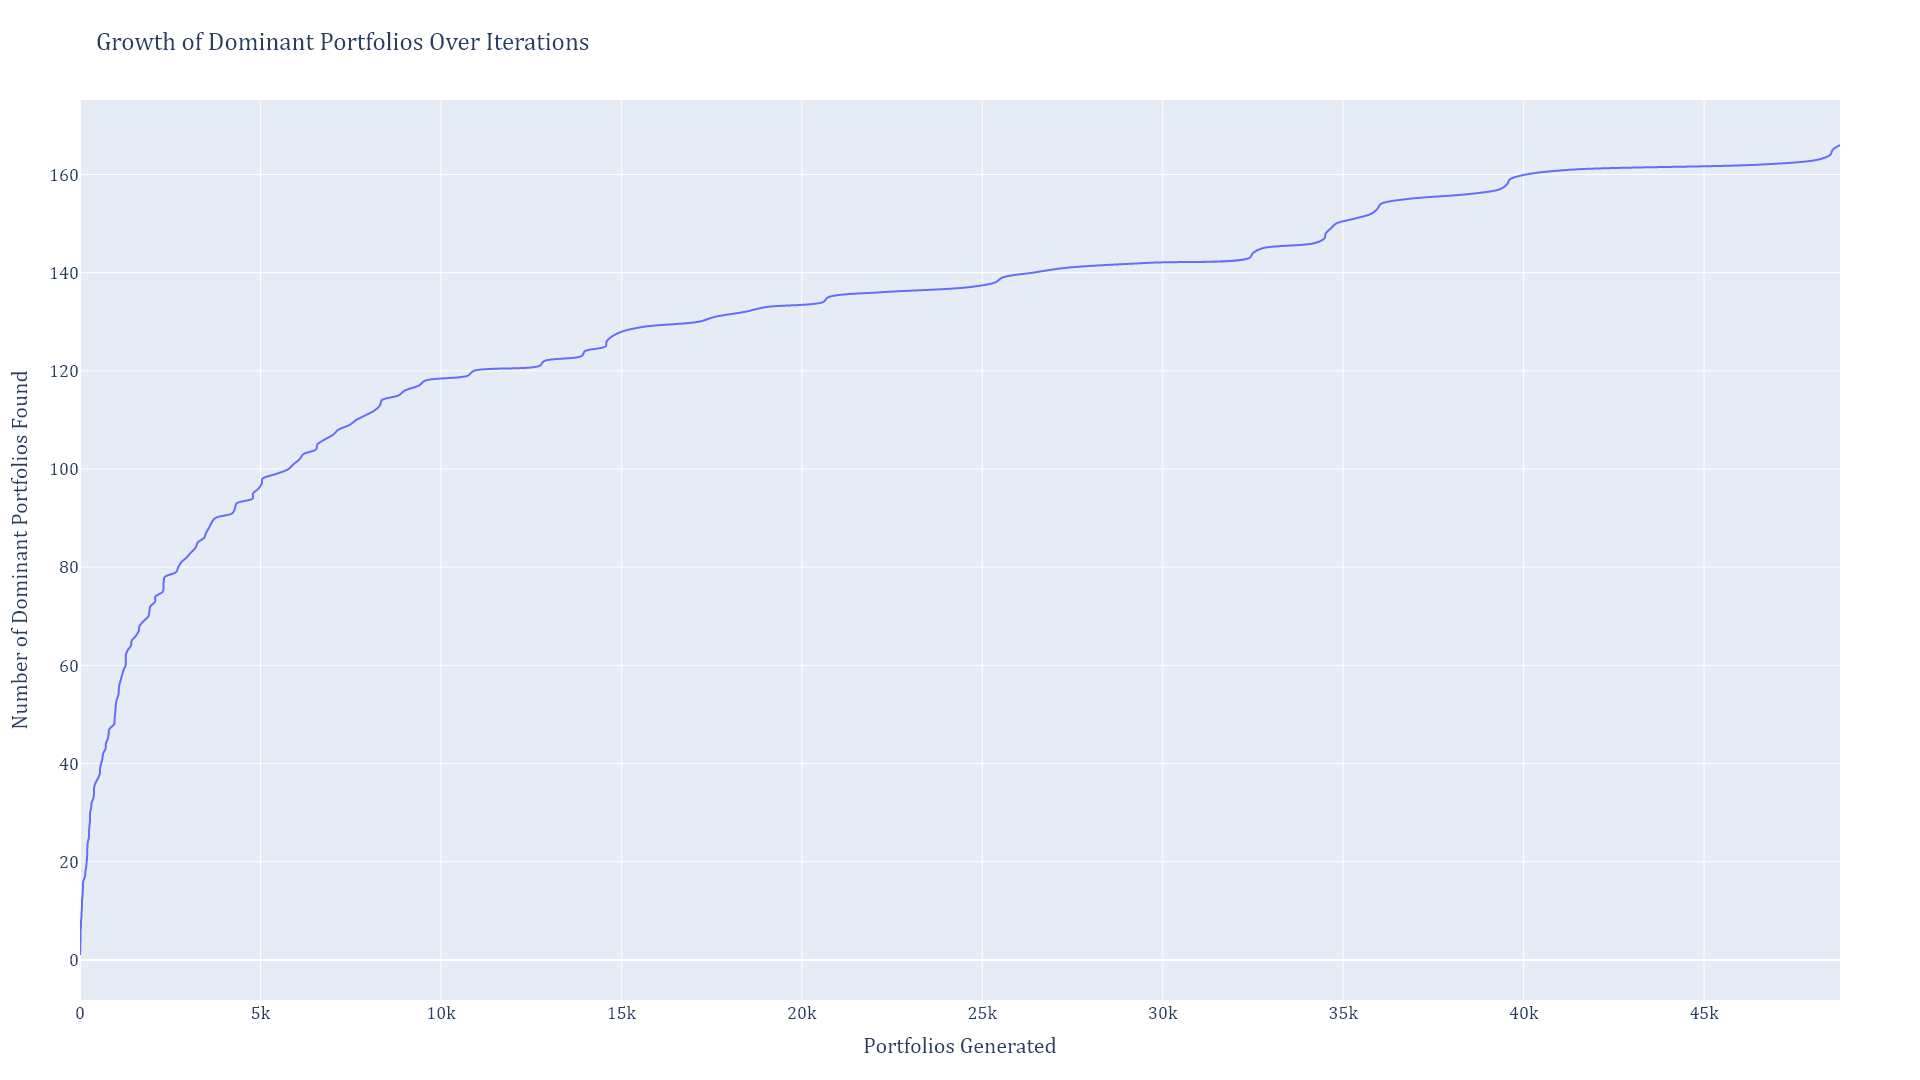 Growth of Dominant Portfolios Over Iterations
Number of Dominant Portfolios Found
160
140
120
100
80
60
40
20
0
0 5k 10k 15k 20k 25k 30k 35k 40k 45k
Portfolios Generated